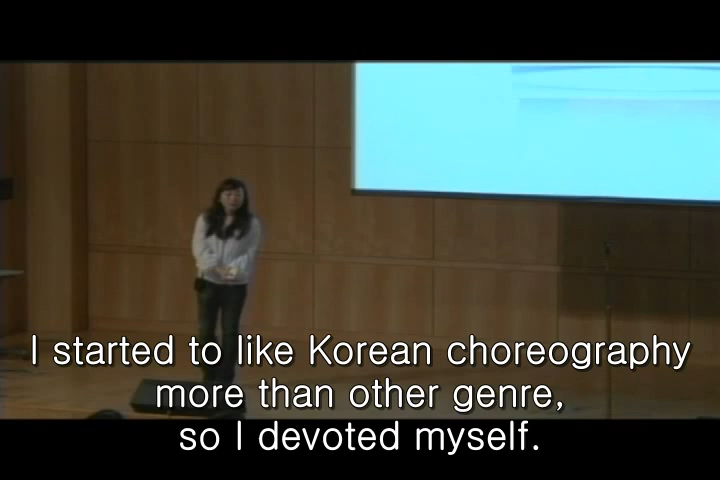 I started to like Korean choreography
more than other genre,
so I devoted myself.